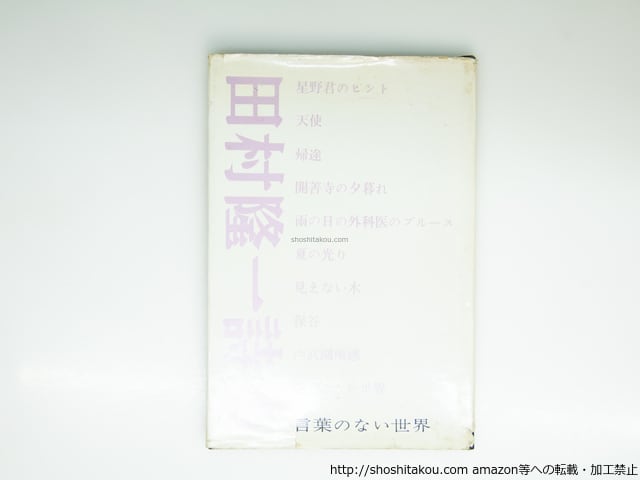 田村隆一詩
星野君のヒント
天使
帰途
開善寺の夕暮れ
雨の日の外科医のブルース
夏の光り
見えない木
保谷
言葉のない世界
shoshitakou.com
http://shoshitakou.com amazon等への転載・加工禁止